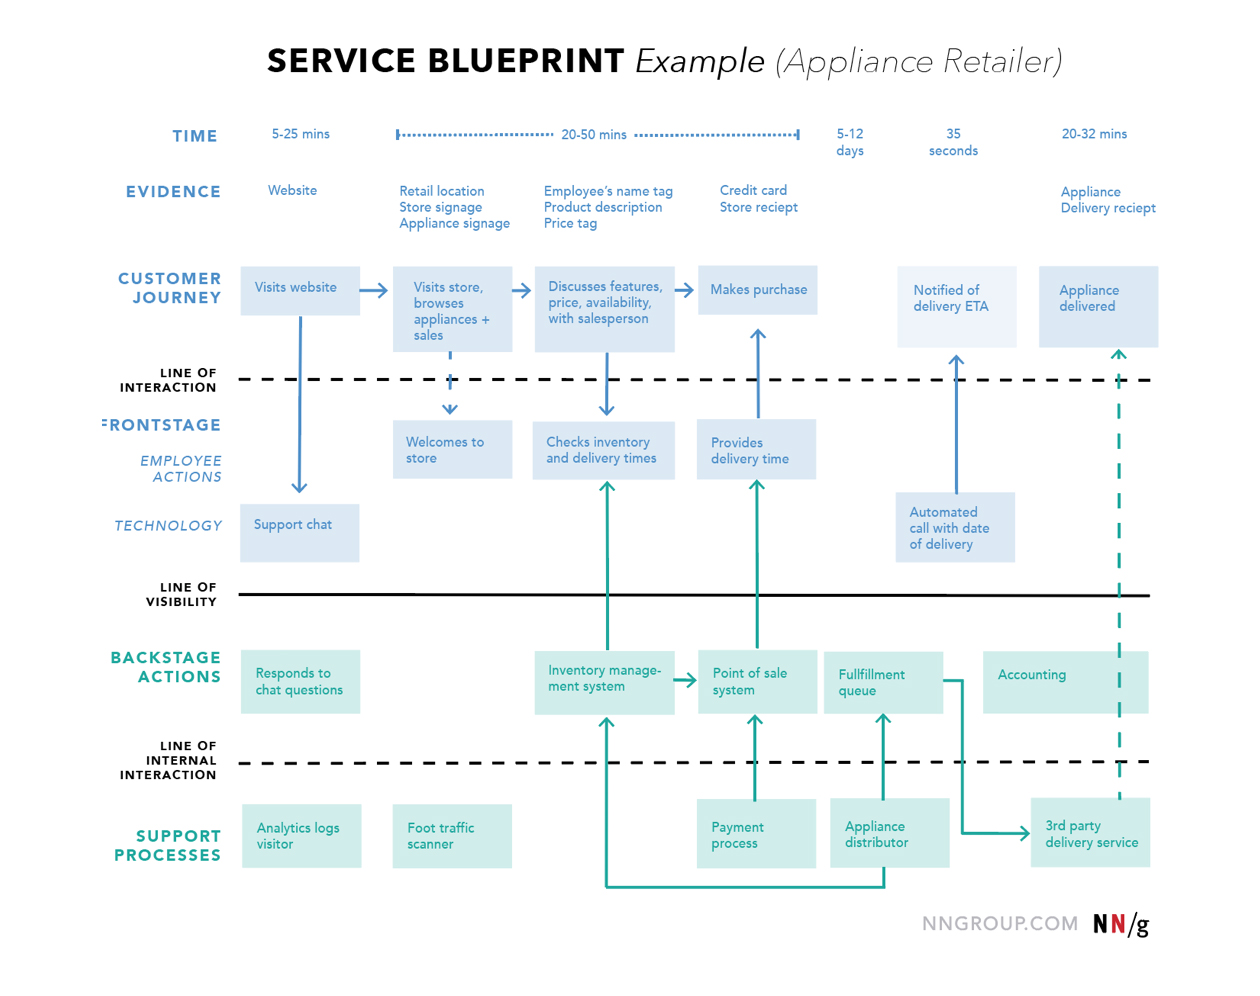 SERVICE BLUEPRINT Example (Appliance Retailer)
TIME
5-25 mins
20-50 mins
5-12
days
35
seconds
20-32 mins
EVIDENCE
Website
Retail location
Store signage
Appliance signage
Employee's name tag
Product description
Price tag
Credit card
Store reciept
Appliance
Delivery reciept
CUSTOMER
JOURNEY
Visits website
Visits store,
browses
appliances +
sales
Discusses features,
price, availability,
with salesperson
Makes purchase
Notified of
delivery ETA
Appliance
delivered
LINE OF
INTERACTION
FRONTSTAGE
EMPLOYEE
ACTIONS
Welcomes to
store
Checks inventory
and delivery times
Provides
delivery time
TECHNOLOGY
Support chat
Automated
call with date
of delivery
LINE OF
VISIBILITY
BACKSTAGE
ACTIONS
Responds to
chat questions
Inventory manage-
ment system
Point of sale
system
Fullfillment
queue
Accounting
LINE OF
INTERNAL
INTERACTION
SUPPORT
PROCESSES
Analytics logs
visitor
Foot traffic
scanner
Payment
process
Appliance
distributor
3rd party
delivery service
NNGROUP.COM NN/g